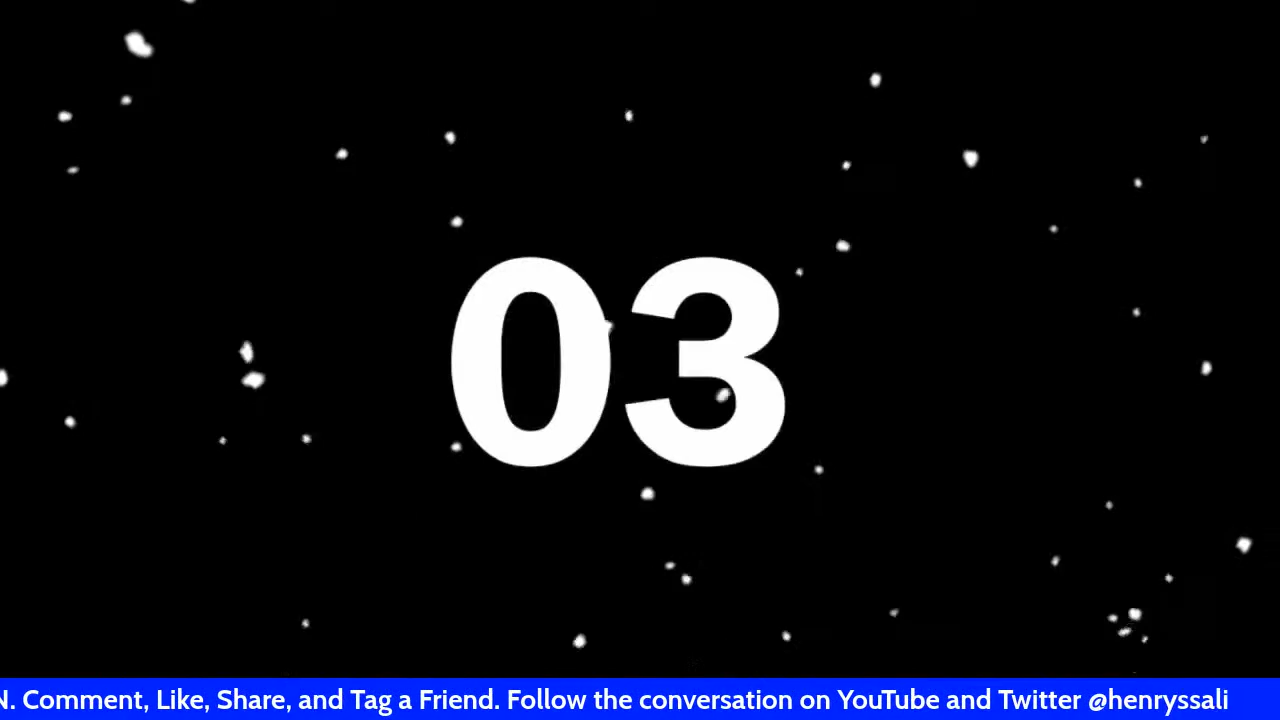 03
N. Comment, Like, Share, and Tag a Friend. Follow the conversation on YouTube and Twitter @henryssali